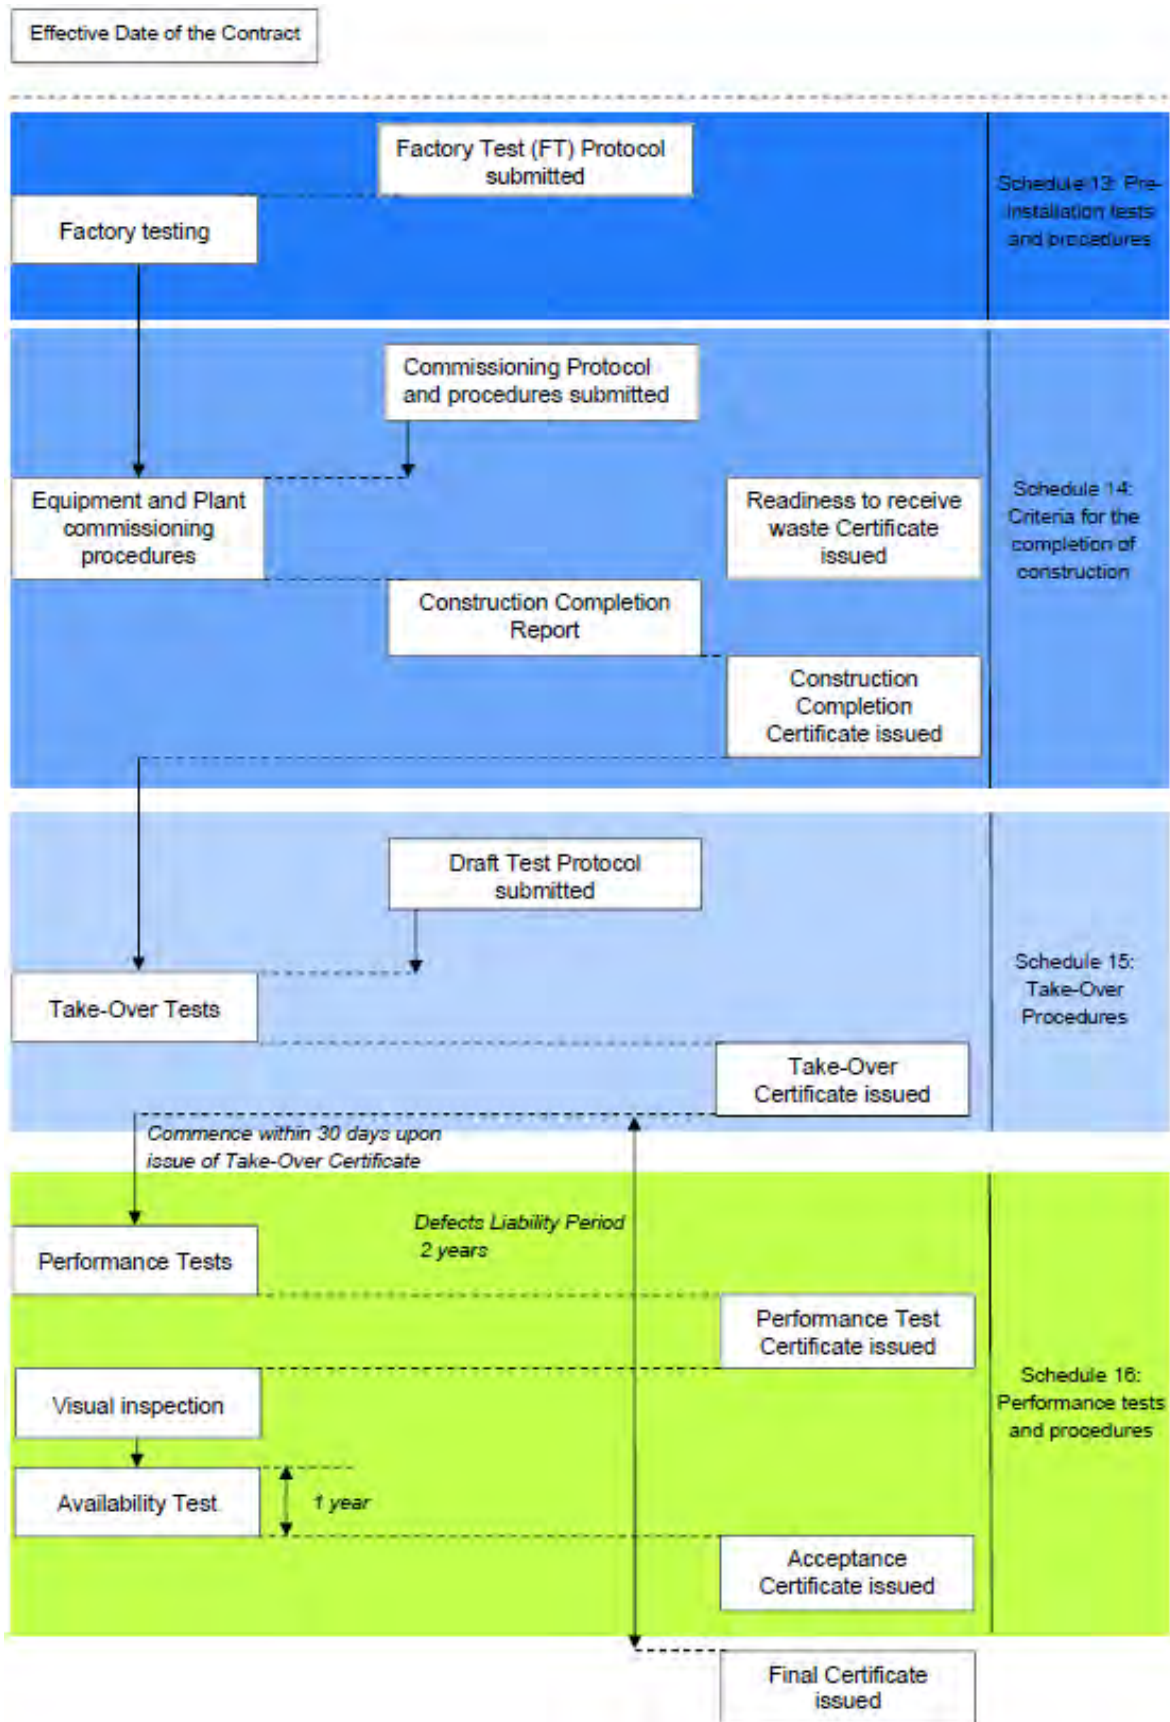 Effective Date of the Contract
Factory Test (FT) Protocol
submitted
Schedule 13: Pre-
installation tests
and procedures
Factory testing
Commissioning Protocol
and procedures submitted
Equipment and Plant
commissioning
procedures
Readiness to receive
waste Certificate
issued
Schedule 14:
Criteria for the
completion of
construction
Construction Completion
Report
Construction
Completion
Certificate issued
Draft Test Protocol
submitted
Take-Over Tests
Schedule 15:
Take-Over
Procedures
Take-Over
Certificate issued
Commence within 30 days upon
issue of Take-Over Certificate
Defects Liability Period
2 years
Performance Tests
Performance Test
Certificate issued
Visual inspection
Schedule 16:
Performance tests
and procedures
Availability Test
1 year
Acceptance
Certificate issued
Final Certificate
issued